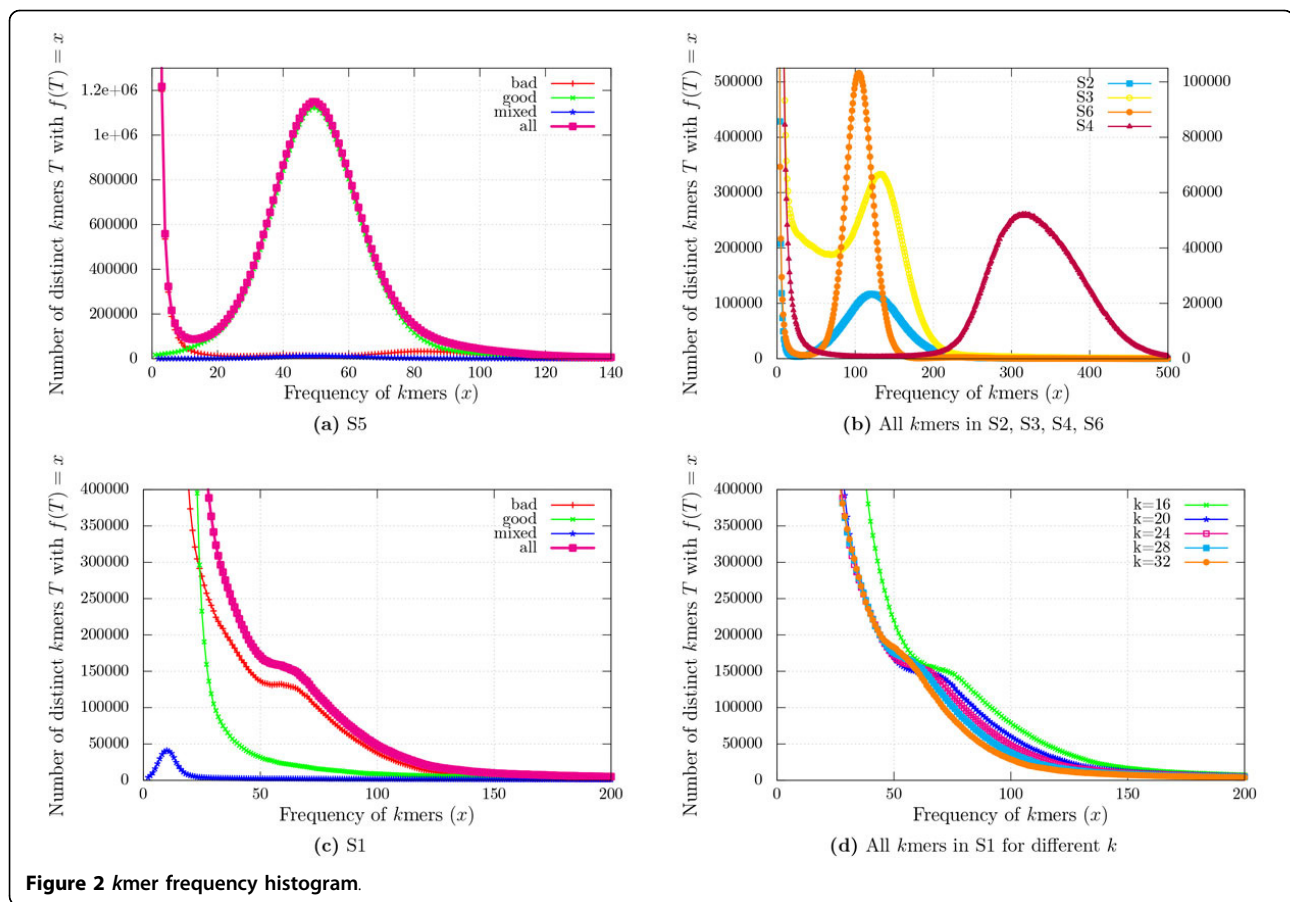 Number of distinct kmers T with f(T) = x
1.2e+06
1e+06
800000
600000
400000
200000
0
bad
good
mixed
all
0 20 40 60 80 100 120 140
Frequency of kmers (x)
(a) S5
Number of distinct kmers T with f(T) = x
500000
400000
300000
200000
100000
0
S2
S3
S6
S4
100000
80000
60000
40000
20000
0
0 100 200 300 400 500
Frequency of kmers (x)
(b) All kmers in S2, S3, S4, S6
Number of distinct kmers T with f(T) = x
400000
350000
300000
250000
200000
150000
100000
50000
0
bad
good
mixed
all
0 50 100 150 200
Frequency of kmers (x)
(c) S1
Number of distinct kmers T with f(T) = x
400000
350000
300000
250000
200000
150000
100000
50000
0
k=16
k=20
k=24
k=28
k=32
0 50 100 150 200
Frequency of kmers (x)
(d) All kmers in S1 for different k
Figure 2 kmer frequency histogram.